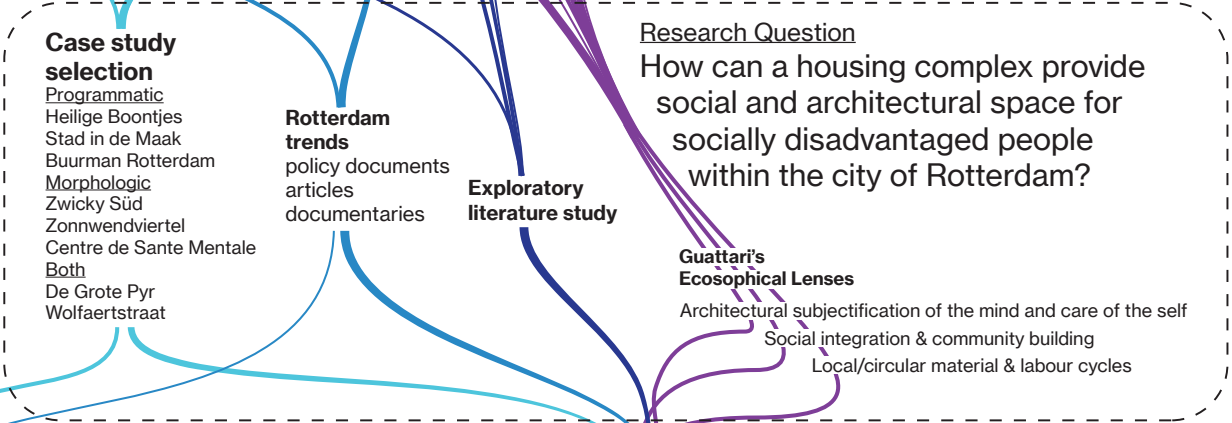 Case study
selection
Programmatic
Heilige Boontjes
Stad in de Maak
Buurman Rotterdam
Morphologic
Zwicky Süd
Zonnwendviertel
Centre de Sante Mentale
Both
De Grote Pyr
Wolfaertstraat
Rotterdam
trends
policy documents
articles
documentaries
Exploratory
literature study
Research Question
How can a housing complex provide
social and architectural space for
socially disadvantaged people
within the city of Rotterdam?
Guattari's
Ecosophical Lenses
Architectural subjectification of the mind and care of the self
Social integration & community building
Local/circular material & labour cycles